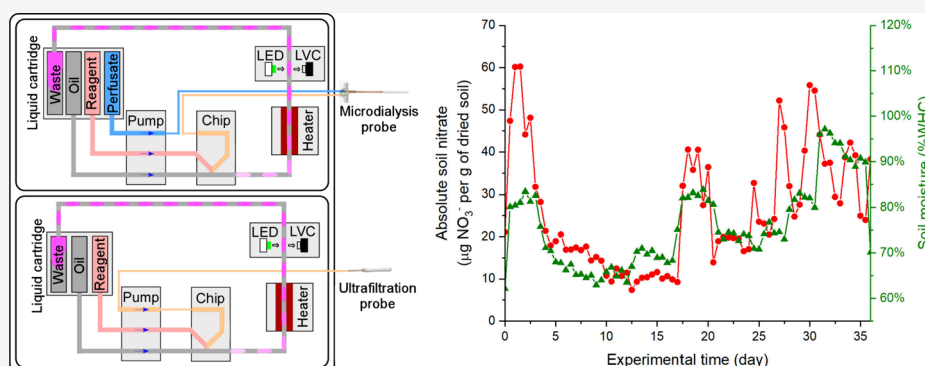 Liquid cartridge
Waste
Oil
Reagent
Perfusate
Pump
Chip
LED
LVC
Heater
Microdialysis
probe
Liquid cartridge
Waste
Oil
Reagent
Pump
Chip
LED
LVC
Heater
Ultrafiltration
probe
Absolute soil nitrate
(µg NO₃⁻ per g of dried soil)
70
60
50
40
30
20
10
0
0
5
10
15
20
25
30
35
Experimental time (day)
120%
110%
100%
90%
80%
70%
60%
Soil moisture (%WHC)